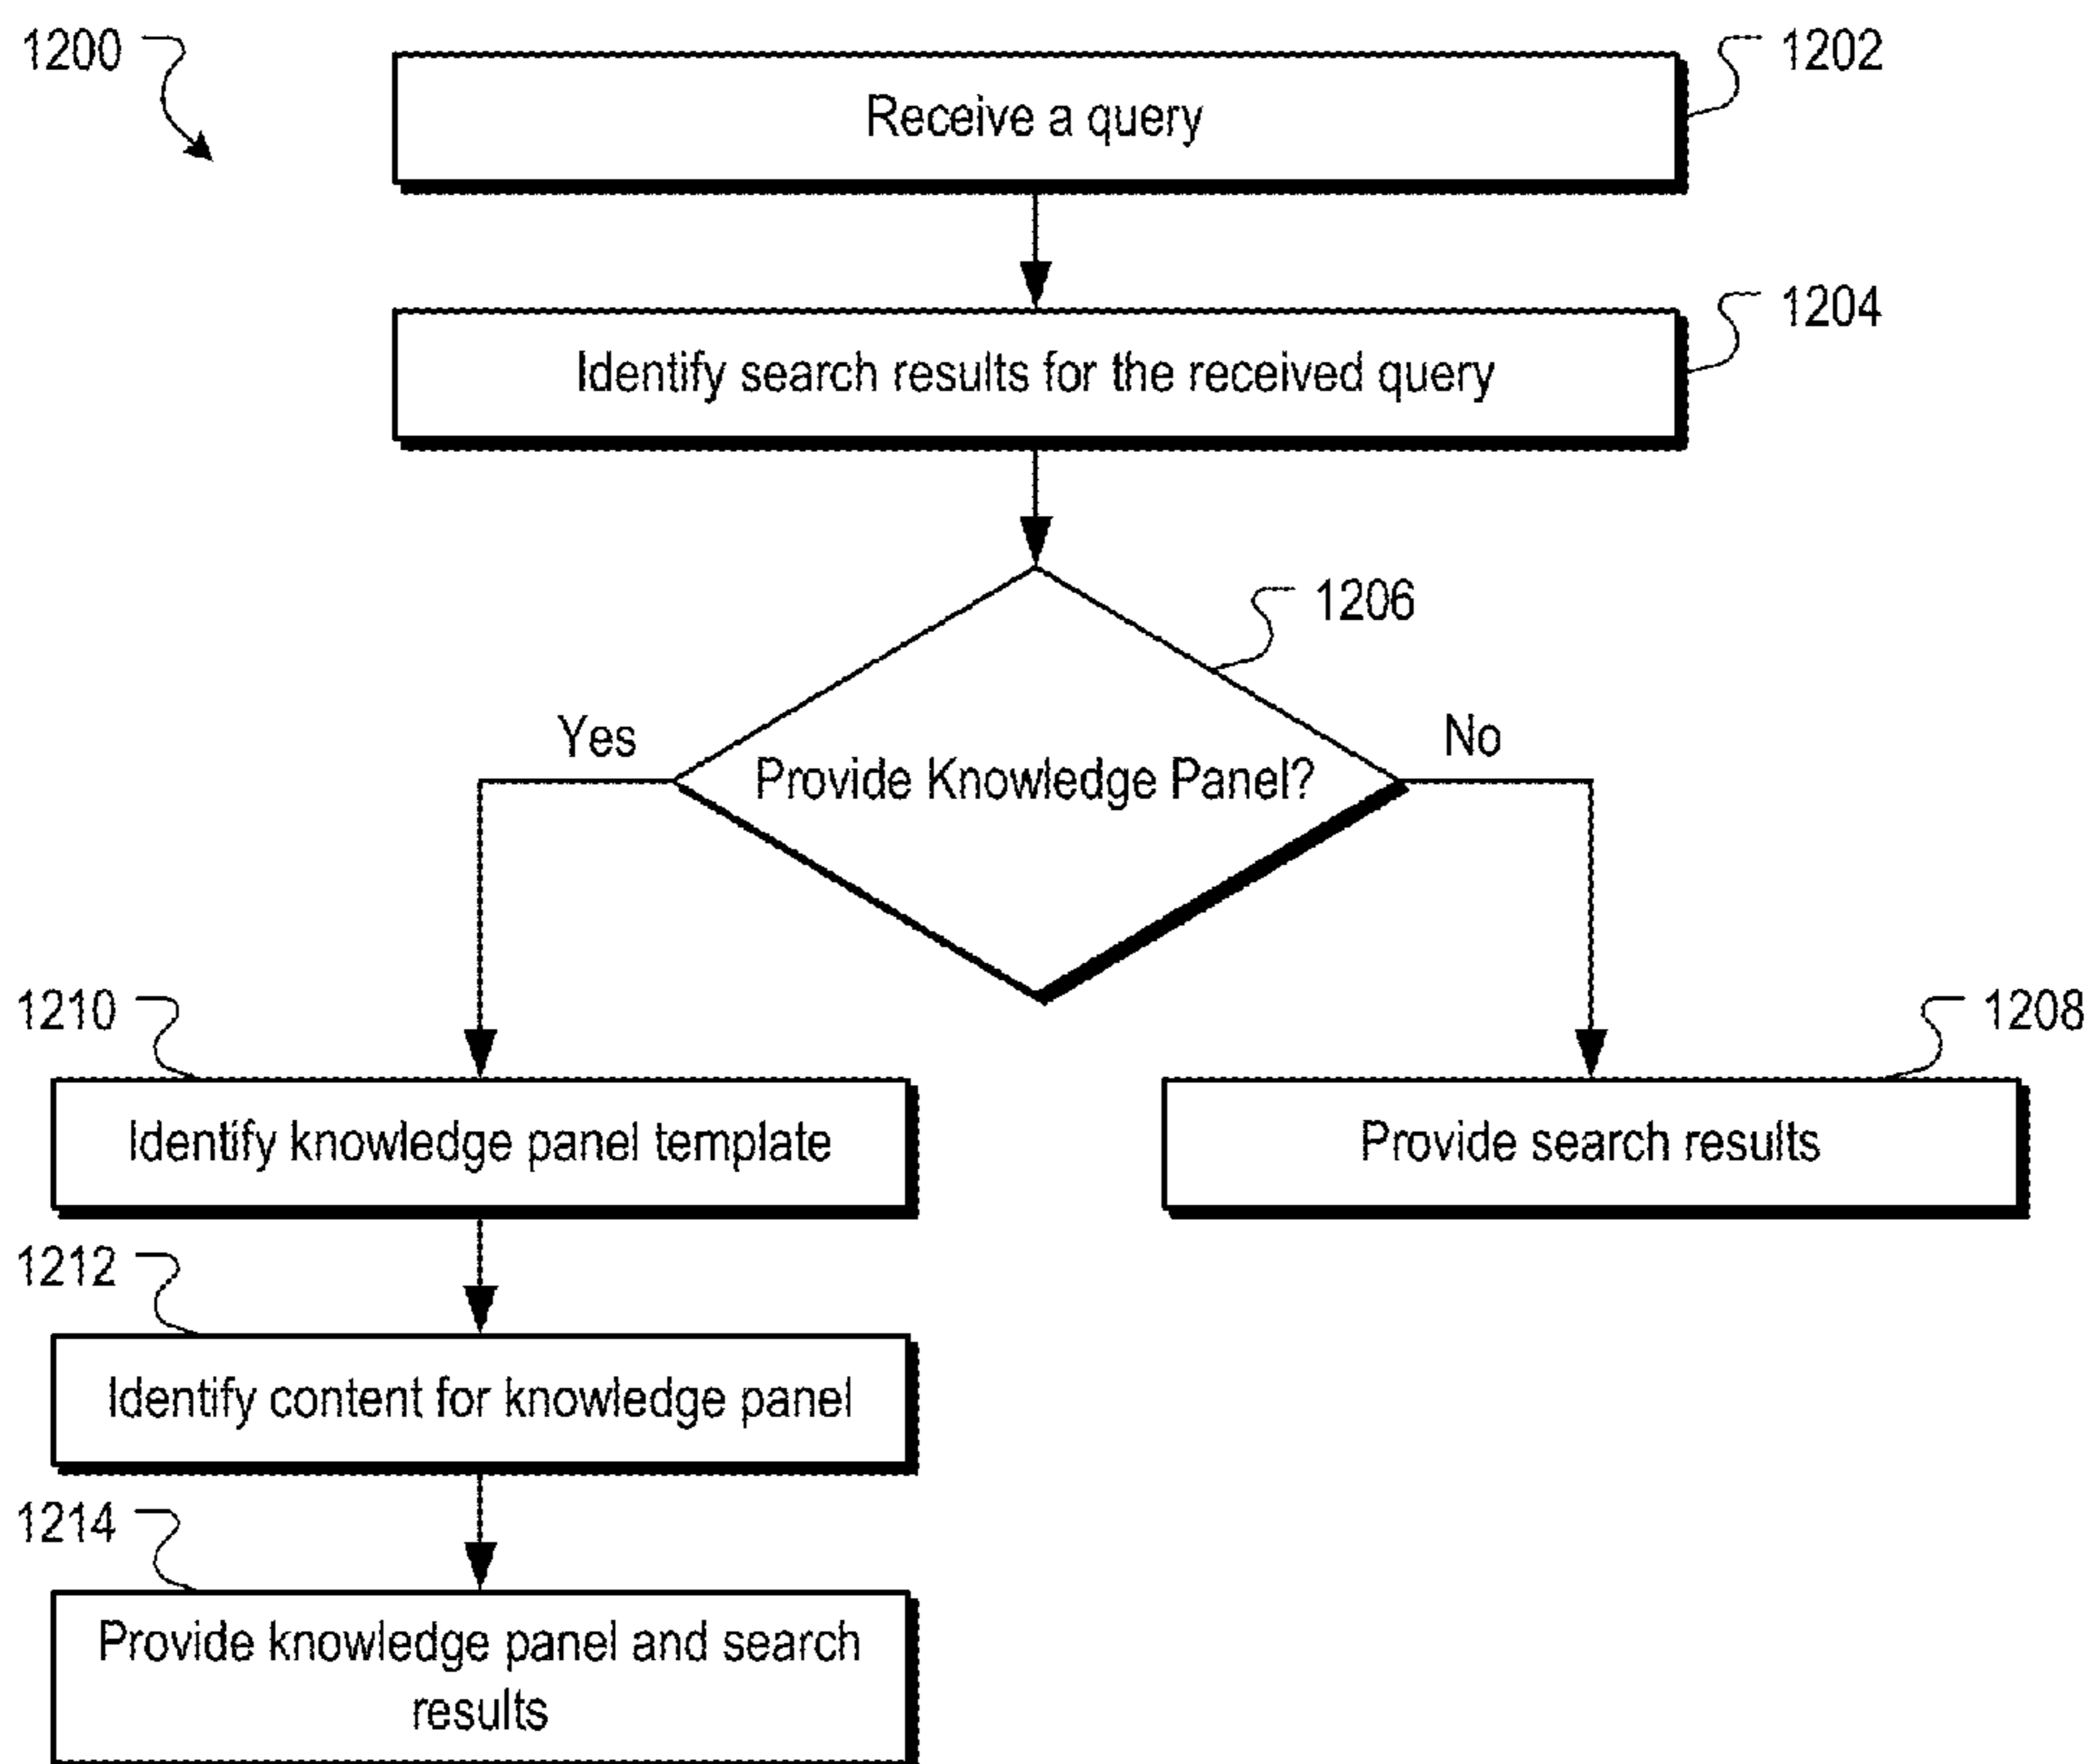 1200
Receive a query
1202
Identify search results for the received query
1204
1206
Yes
Provide Knowledge Panel?
No
1210
1208
Identify knowledge panel template
Provide search results
1212
Identify content for knowledge panel
1214
Provide knowledge panel and search
results